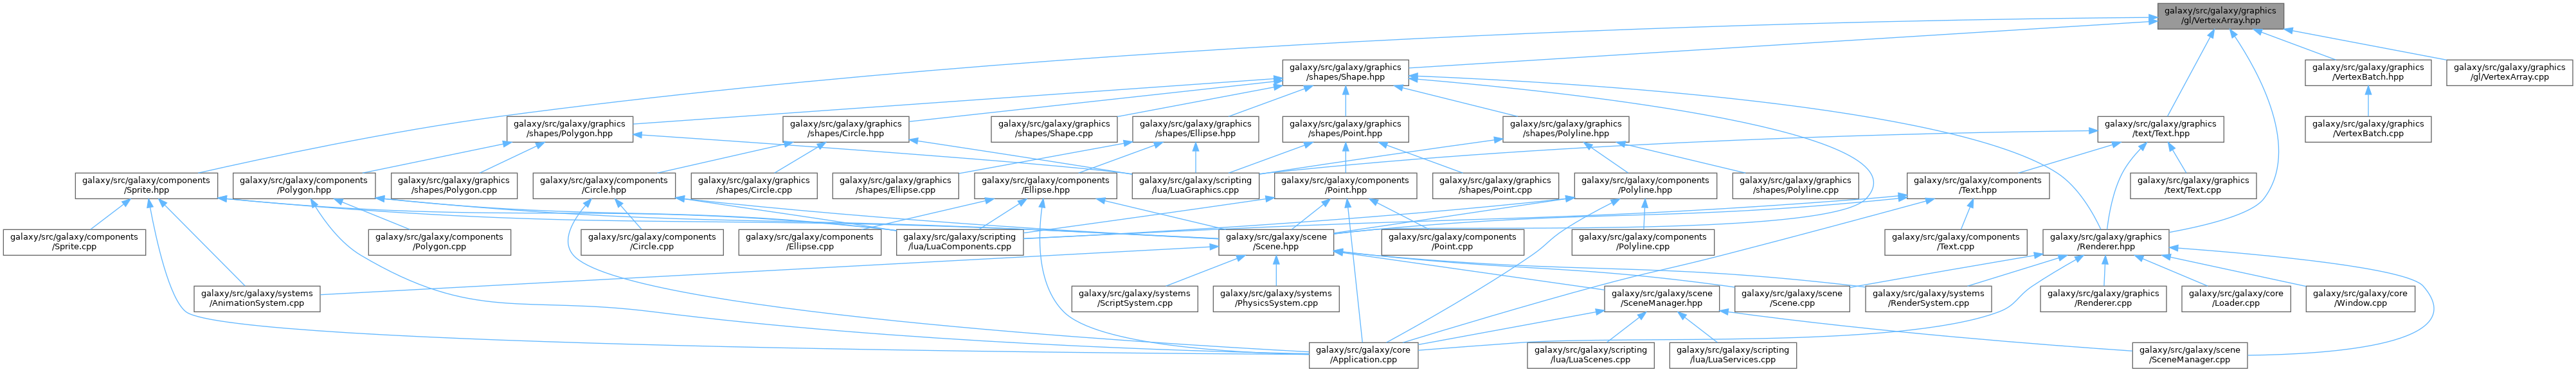 galaxy/src/galaxy/graphics
/gl/VertexArray.hpp
galaxy/src/galaxy/graphics
/shapes/Shape.hpp
galaxy/src/galaxy/graphics
/VertexBatch.hpp
galaxy/src/galaxy/graphics
/gl/VertexArray.cpp
galaxy/src/galaxy/graphics
/shapes/Polygon.hpp
galaxy/src/galaxy/graphics
/shapes/Circle.hpp
galaxy/src/galaxy/graphics
/shapes/Shape.cpp
galaxy/src/galaxy/graphics
/shapes/Ellipse.hpp
galaxy/src/galaxy/graphics
/shapes/Point.hpp
galaxy/src/galaxy/graphics
/shapes/Polyline.hpp
galaxy/src/galaxy/graphics
/text/Text.hpp
galaxy/src/galaxy/graphics
/VertexBatch.cpp
galaxy/src/galaxy/components
/Sprite.hpp
galaxy/src/galaxy/components
/Polygon.hpp
galaxy/src/galaxy/graphics
/shapes/Polygon.cpp
galaxy/src/galaxy/components
/Circle.hpp
galaxy/src/galaxy/graphics
/shapes/Circle.cpp
galaxy/src/galaxy/graphics
/shapes/Ellipse.cpp
galaxy/src/galaxy/components
/Ellipse.hpp
galaxy/src/galaxy/scripting
/lua/LuaGraphics.cpp
galaxy/src/galaxy/components
/Point.hpp
galaxy/src/galaxy/graphics
/shapes/Point.cpp
galaxy/src/galaxy/components
/Polyline.hpp
galaxy/src/galaxy/graphics
/shapes/Polyline.cpp
galaxy/src/galaxy/components
/Text.hpp
galaxy/src/galaxy/graphics
/text/Text.cpp
galaxy/src/galaxy/components
/Sprite.cpp
galaxy/src/galaxy/components
/Polygon.cpp
galaxy/src/galaxy/components
/Circle.cpp
galaxy/src/galaxy/components
/Ellipse.cpp
galaxy/src/galaxy/scripting
/lua/LuaComponents.cpp
galaxy/src/galaxy/scene
/Scene.hpp
galaxy/src/galaxy/components
/Point.cpp
galaxy/src/galaxy/components
/Polyline.cpp
galaxy/src/galaxy/components
/Text.cpp
galaxy/src/galaxy/graphics
/Renderer.hpp
galaxy/src/galaxy/systems
/AnimationSystem.cpp
galaxy/src/galaxy/systems
/ScriptSystem.cpp
galaxy/src/galaxy/systems
/PhysicsSystem.cpp
galaxy/src/galaxy/scene
/SceneManager.hpp
galaxy/src/galaxy/scene
/Scene.cpp
galaxy/src/galaxy/systems
/RenderSystem.cpp
galaxy/src/galaxy/graphics
/Renderer.cpp
galaxy/src/galaxy/core
/Loader.cpp
galaxy/src/galaxy/core
/Window.cpp
galaxy/src/galaxy/core
/Application.cpp
galaxy/src/galaxy/scripting
/lua/LuaScenes.cpp
galaxy/src/galaxy/scripting
/lua/LuaServices.cpp
galaxy/src/galaxy/scene
/SceneManager.cpp